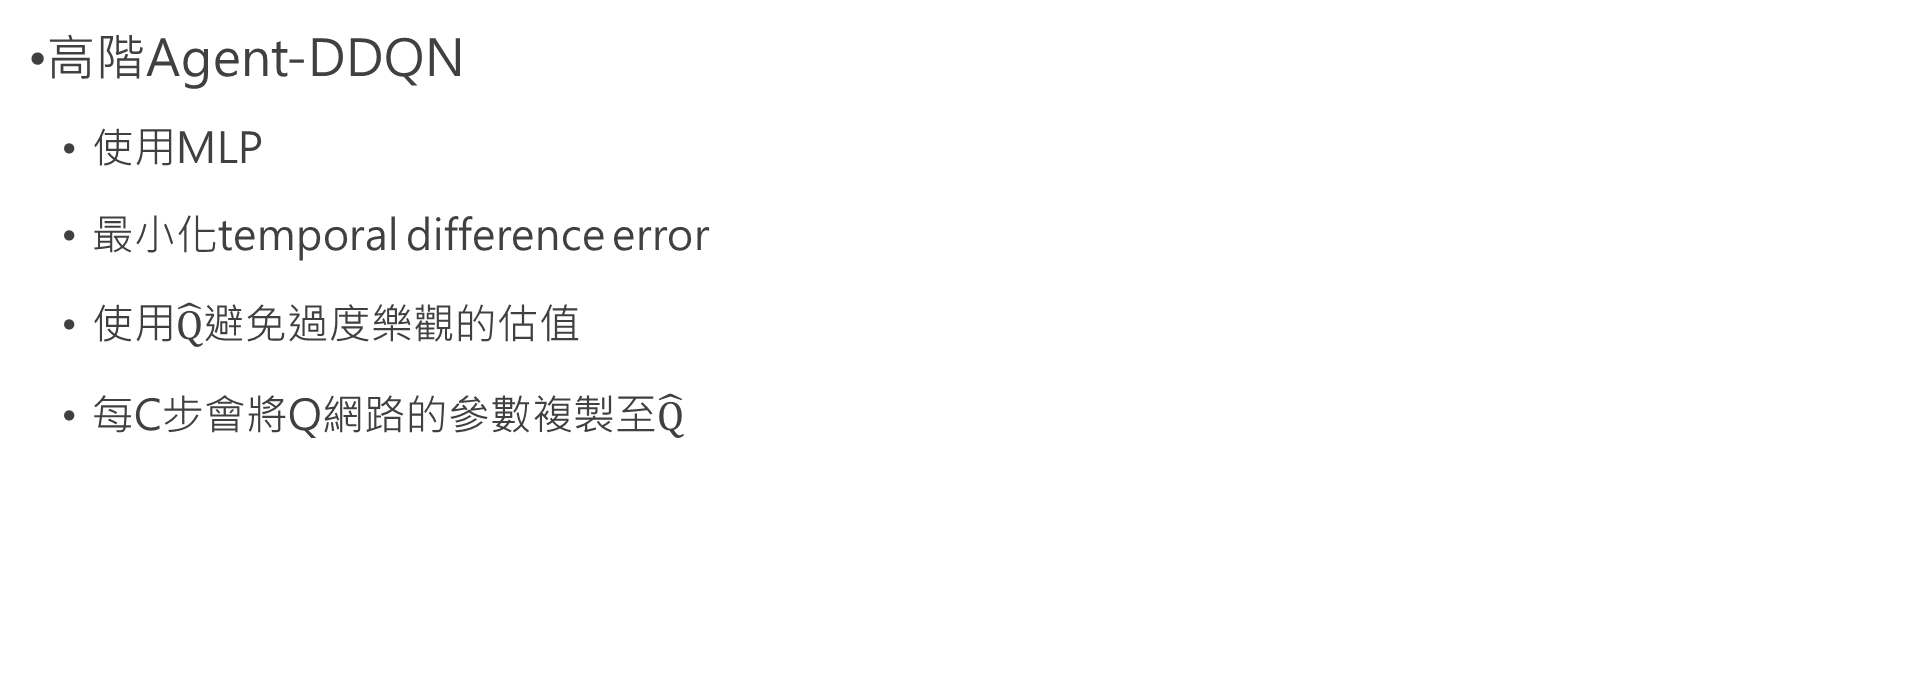 •高階Agent-DDQN
• 使用MLP
• 最小化temporal difference error
• 使用Q̂避免過度樂觀的估值
• 每C步會將Q網路的參數複製至Q̂